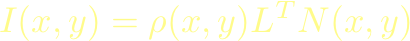 I(x, y) = ρ(x, y)L^T N(x, y)